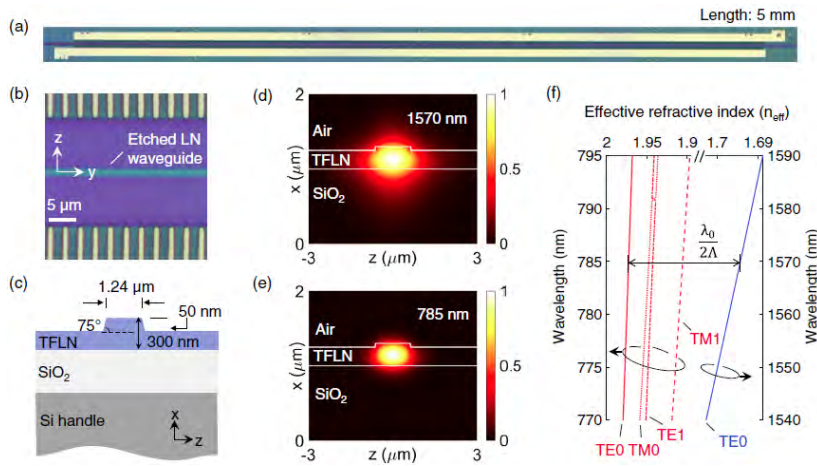 (a)
Length: 5 mm
(b)
z
y
Etched LN
waveguide
5 μm
(c)
1.24 μm
50 nm
75°
300 nm
TFLN
SiO₂
Si handle
x
z
(d)
1570 nm
Air
TFLN
SiO₂
x (μm)
2
0
-3
z (μm)
3
1
0.5
0
(e)
785 nm
Air
TFLN
SiO₂
x (μm)
2
0
-3
z (μm)
3
1
0.5
0
(f)
Effective refractive index (n_eff)
2 1.95 1.9 // 1.7 1.69
795
790
785
780
775
770
Wavelength (nm)
1590
1580
1570
1560
1550
1540
Wavelength (nm)
λ₀
2Λ
TM1
TE1
TE0 TM0
TE0